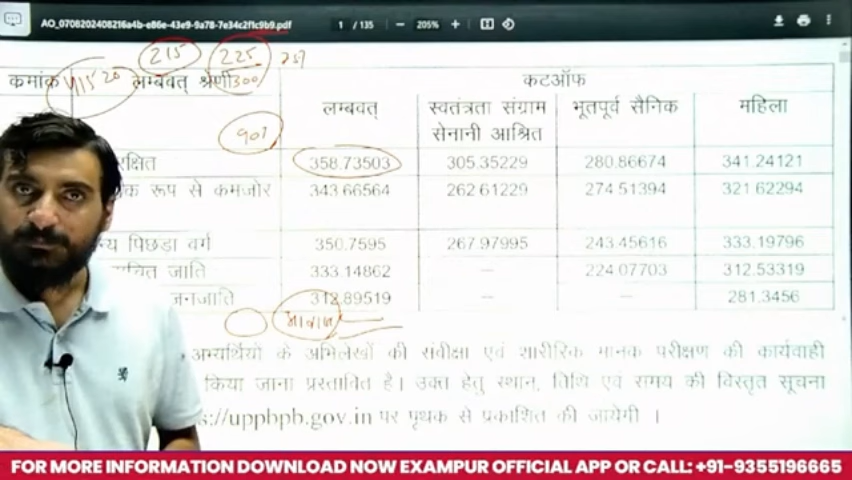 AO_0708202408216a4b-e86e-43e9-9a78-7e34c2f1c9b9.pdf 1 / 135 205%
215 225 257
कमांक लम्बवत् श्रेणी 300 कटऑफ
लम्बवत् स्वतंत्रता संग्राम सेनानी आश्रित भूतपूर्व सैनिक महिला
901
रक्षित 358.73503 305.35229 280.86674 341.24121
क रूप से कमजोर 343.66564 262.61229 274.51394 321.62294
न्य पिछड़ा वर्ग 350.7595 267.97995 243.45616 333.19796
जाति 333.14862 – 224.07703 312.53319
जनजाति 312.89519 – – 281.3456
अभ्यर्थियों के अभिलेखों की संवीक्षा एवं शारीरिक मानक परीक्षण की कार्यवाही
किया जाना प्रस्तावित है। उक्त हेतु स्थान, तिथि एवं समय की विस्तृत सूचना
s://uppbpb.gov.in पर पृथक से प्रकाशित की जायेगी ।
FOR MORE INFORMATION DOWNLOAD NOW EXAMPUR OFFICIAL APP OR CALL: +91-9355196665